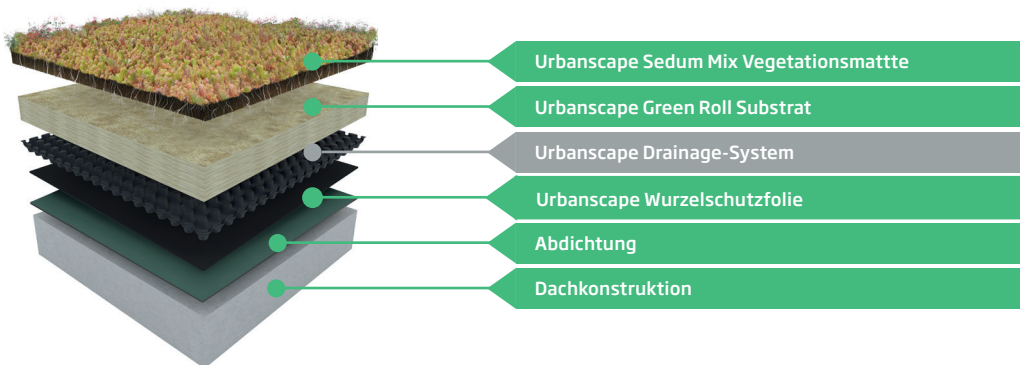 Urbanscape Sedum Mix Vegetationsmattte
Urbanscape Green Roll Substrat
Urbanscape Drainage-System
Urbanscape Wurzelschutzfolie
Abdichtung
Dachkonstruktion